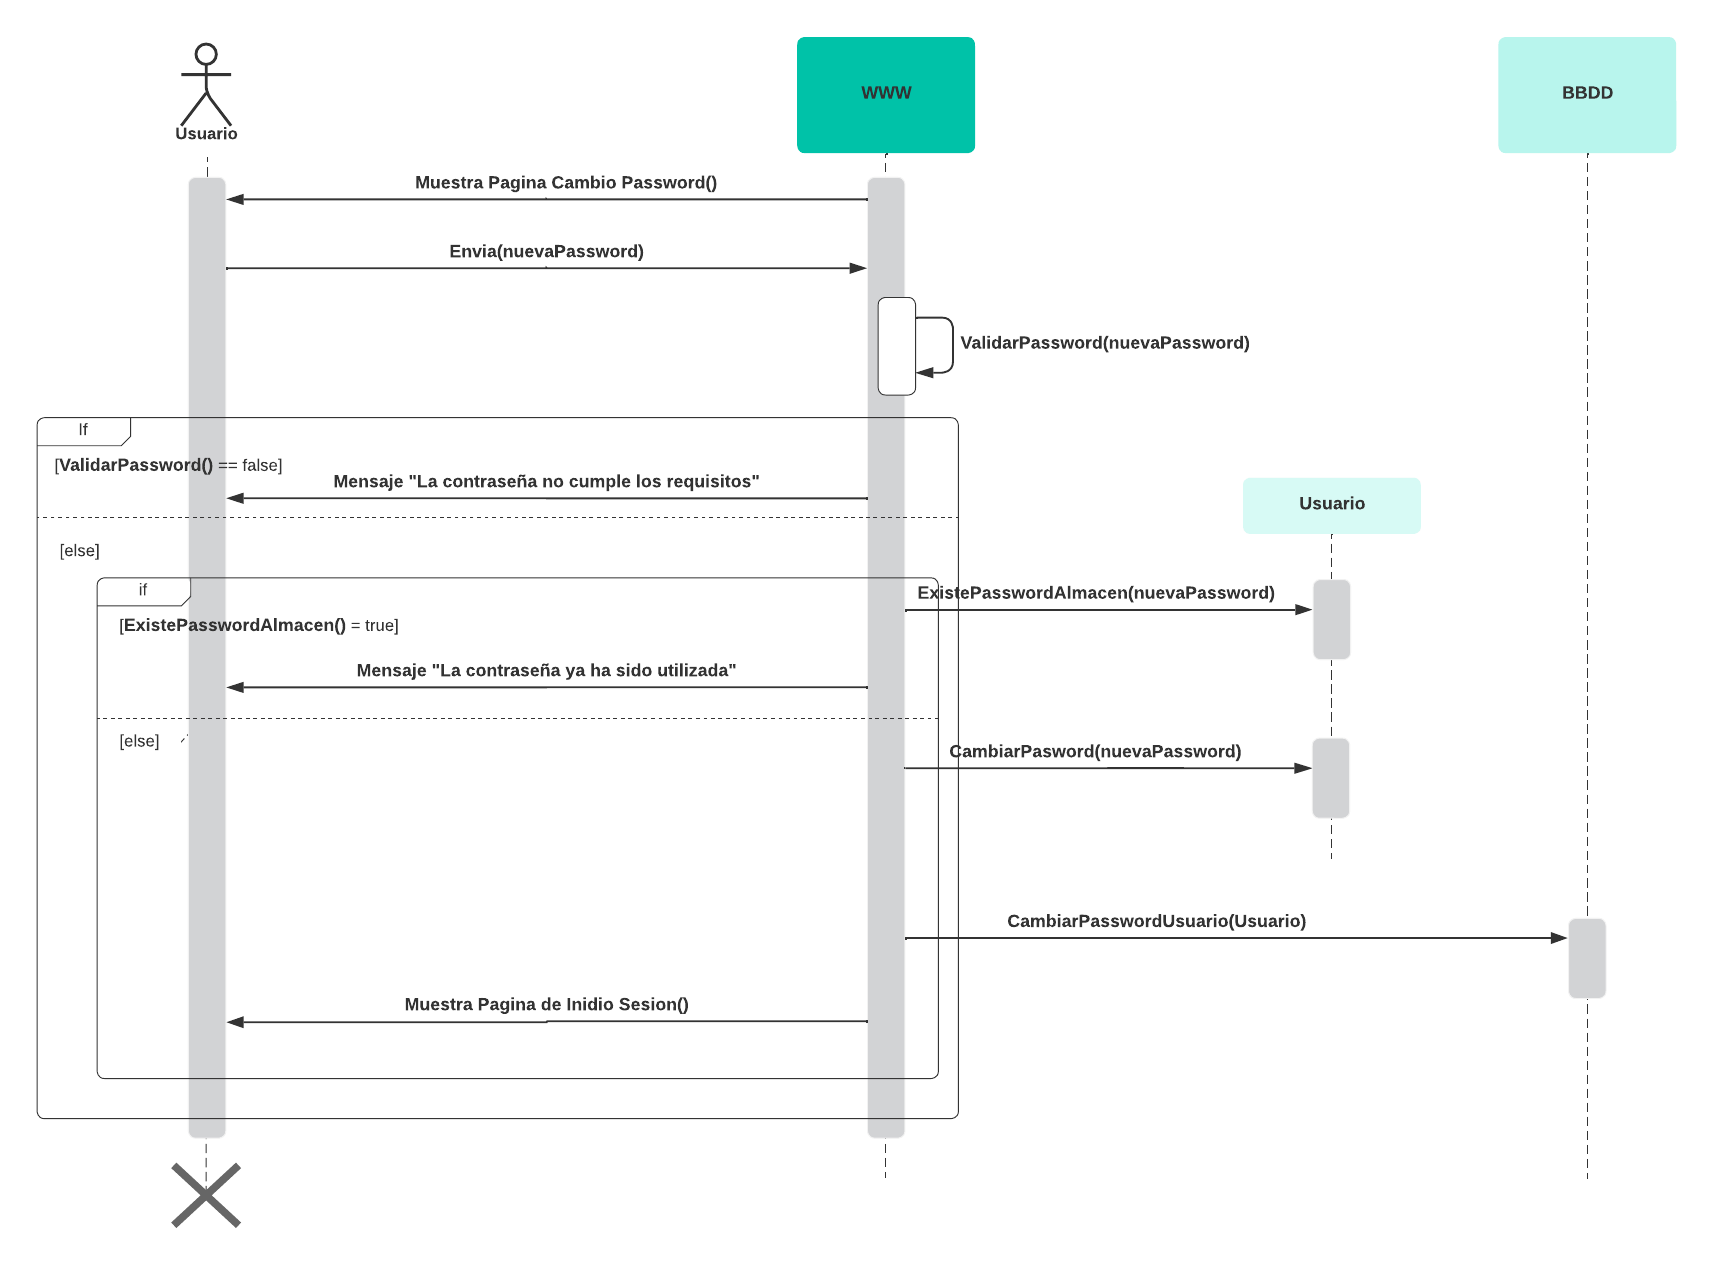 Usuario
WWW
BBDD
Muestra Pagina Cambio Password()
Envia(nuevaPassword)
ValidarPassword(nuevaPassword)
If
[ValidarPassword() == false]
Mensaje "La contraseña no cumple los requisitos"
Usuario
[else]
if
ExistePasswordAlmacen(nuevaPassword)
[ExistePasswordAlmacen() = true]
Mensaje "La contraseña ya ha sido utilizada"
[else]
CambiarPasword(nuevaPassword)
CambiarPasswordUsuario(Usuario)
Muestra Pagina de Inidio Sesion()